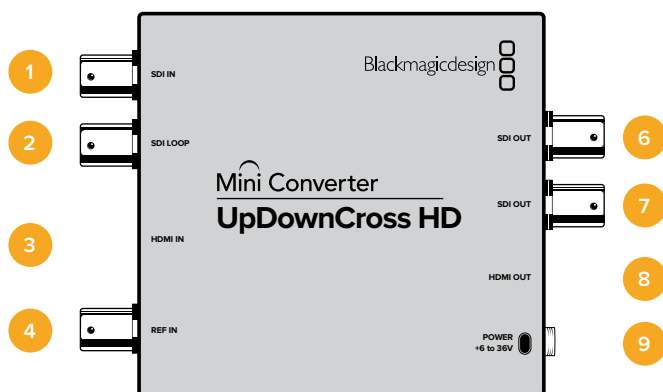 1
SDI IN
Blackmagicdesign
2
SDI LOOP
SDI OUT
6
Mini Converter
UpDownCross HD
SDI OUT
7
3
HDMI IN
HDMI OUT
8
4
REF IN
POWER
+6 to 36V
9